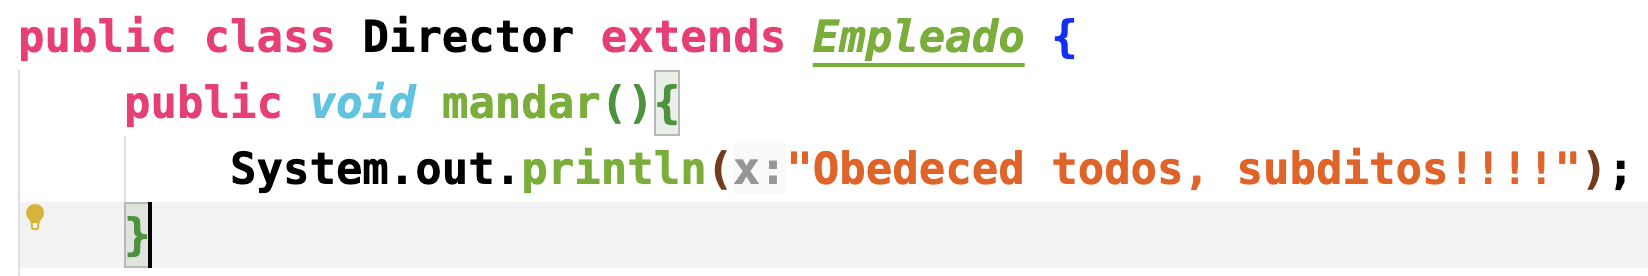 public class Director extends Empleado {
    public void mandar(){
        System.out.println(x:"Obedeced todos, subditos!!!!");
    }